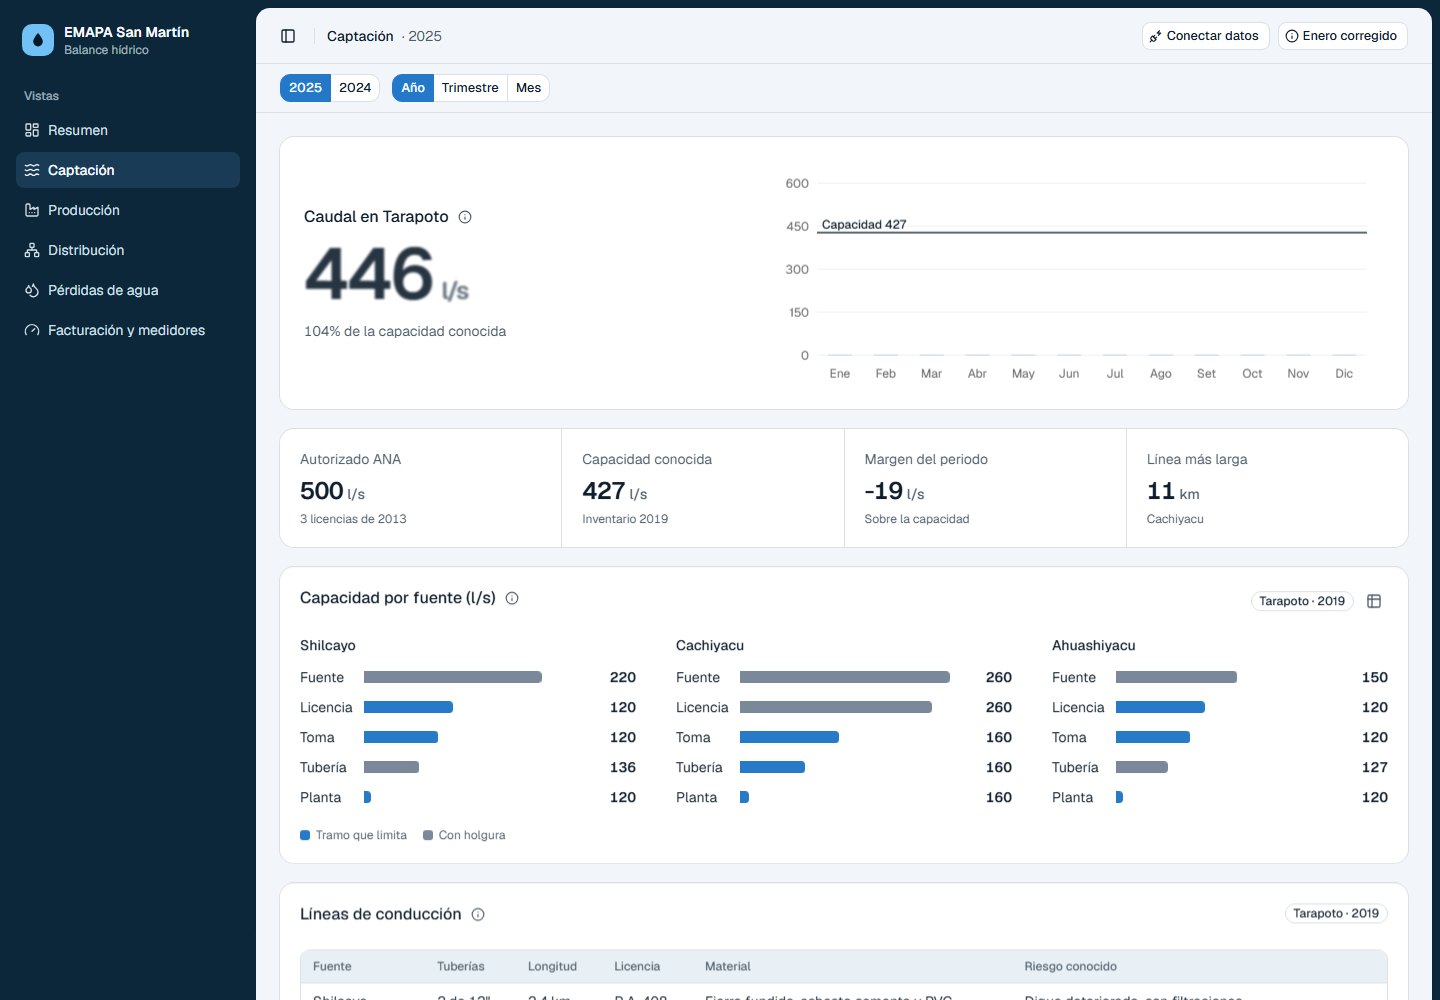 EMAPA San Martín
Balance hídrico
Vistas
Resumen
Captación
Producción
Distribución
Pérdidas de agua
Facturación y medidores
Captación · 2025
Conectar datos
Enero corregido
2025 2024 Año Trimestre Mes
Caudal en Tarapoto
446 l/s
104% de la capacidad conocida
600
450
300
150
0
Capacidad 427
Ene Feb Mar Abr May Jun Jul Ago Set Oct Nov Dic
Autorizado ANA
500 l/s
3 licencias de 2013
Capacidad conocida
427 l/s
Inventario 2019
Margen del periodo
-19 l/s
Sobre la capacidad
Línea más larga
11 km
Cachiyacu
Capacidad por fuente (l/s)
Tarapoto · 2019
Shilcayo
Fuente 220
Licencia 120
Toma 120
Tubería 136
Planta 120
Cachiyacu
Fuente 260
Licencia 260
Toma 160
Tubería 160
Planta 160
Ahuashiyacu
Fuente 150
Licencia 120
Toma 120
Tubería 127
Planta 120
Tramo que limita
Con holgura
Líneas de conducción
Tarapoto · 2019
Fuente Tuberías Longitud Licencia Material Riesgo conocido